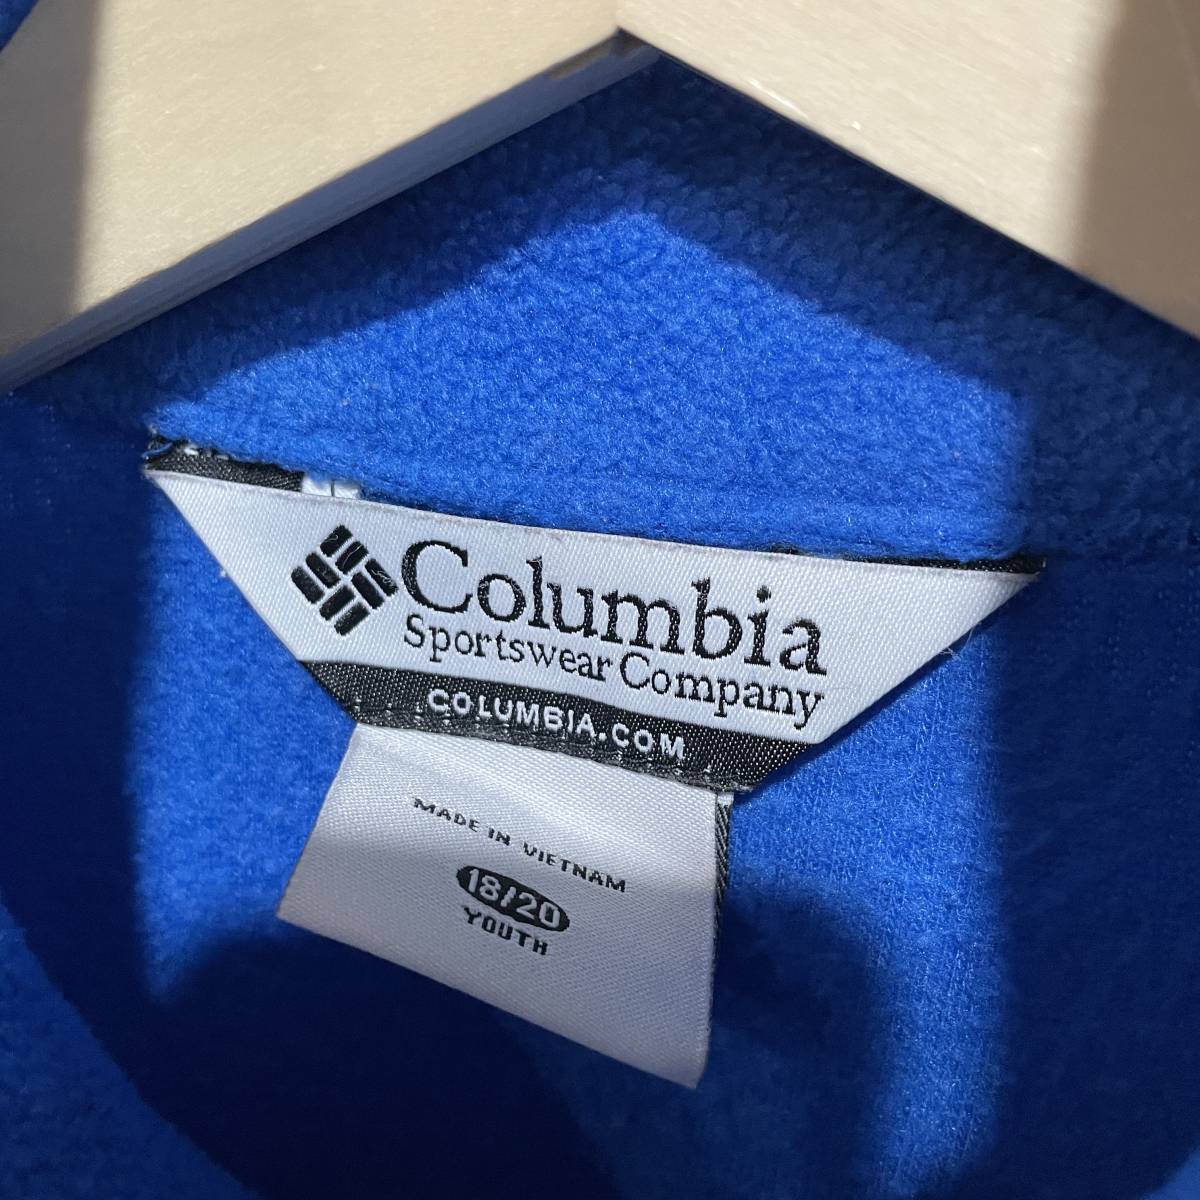 Columbia
Sportswear Company
COLUMBIA.COM
MADE IN VIETNAM
18/20
YOUTH